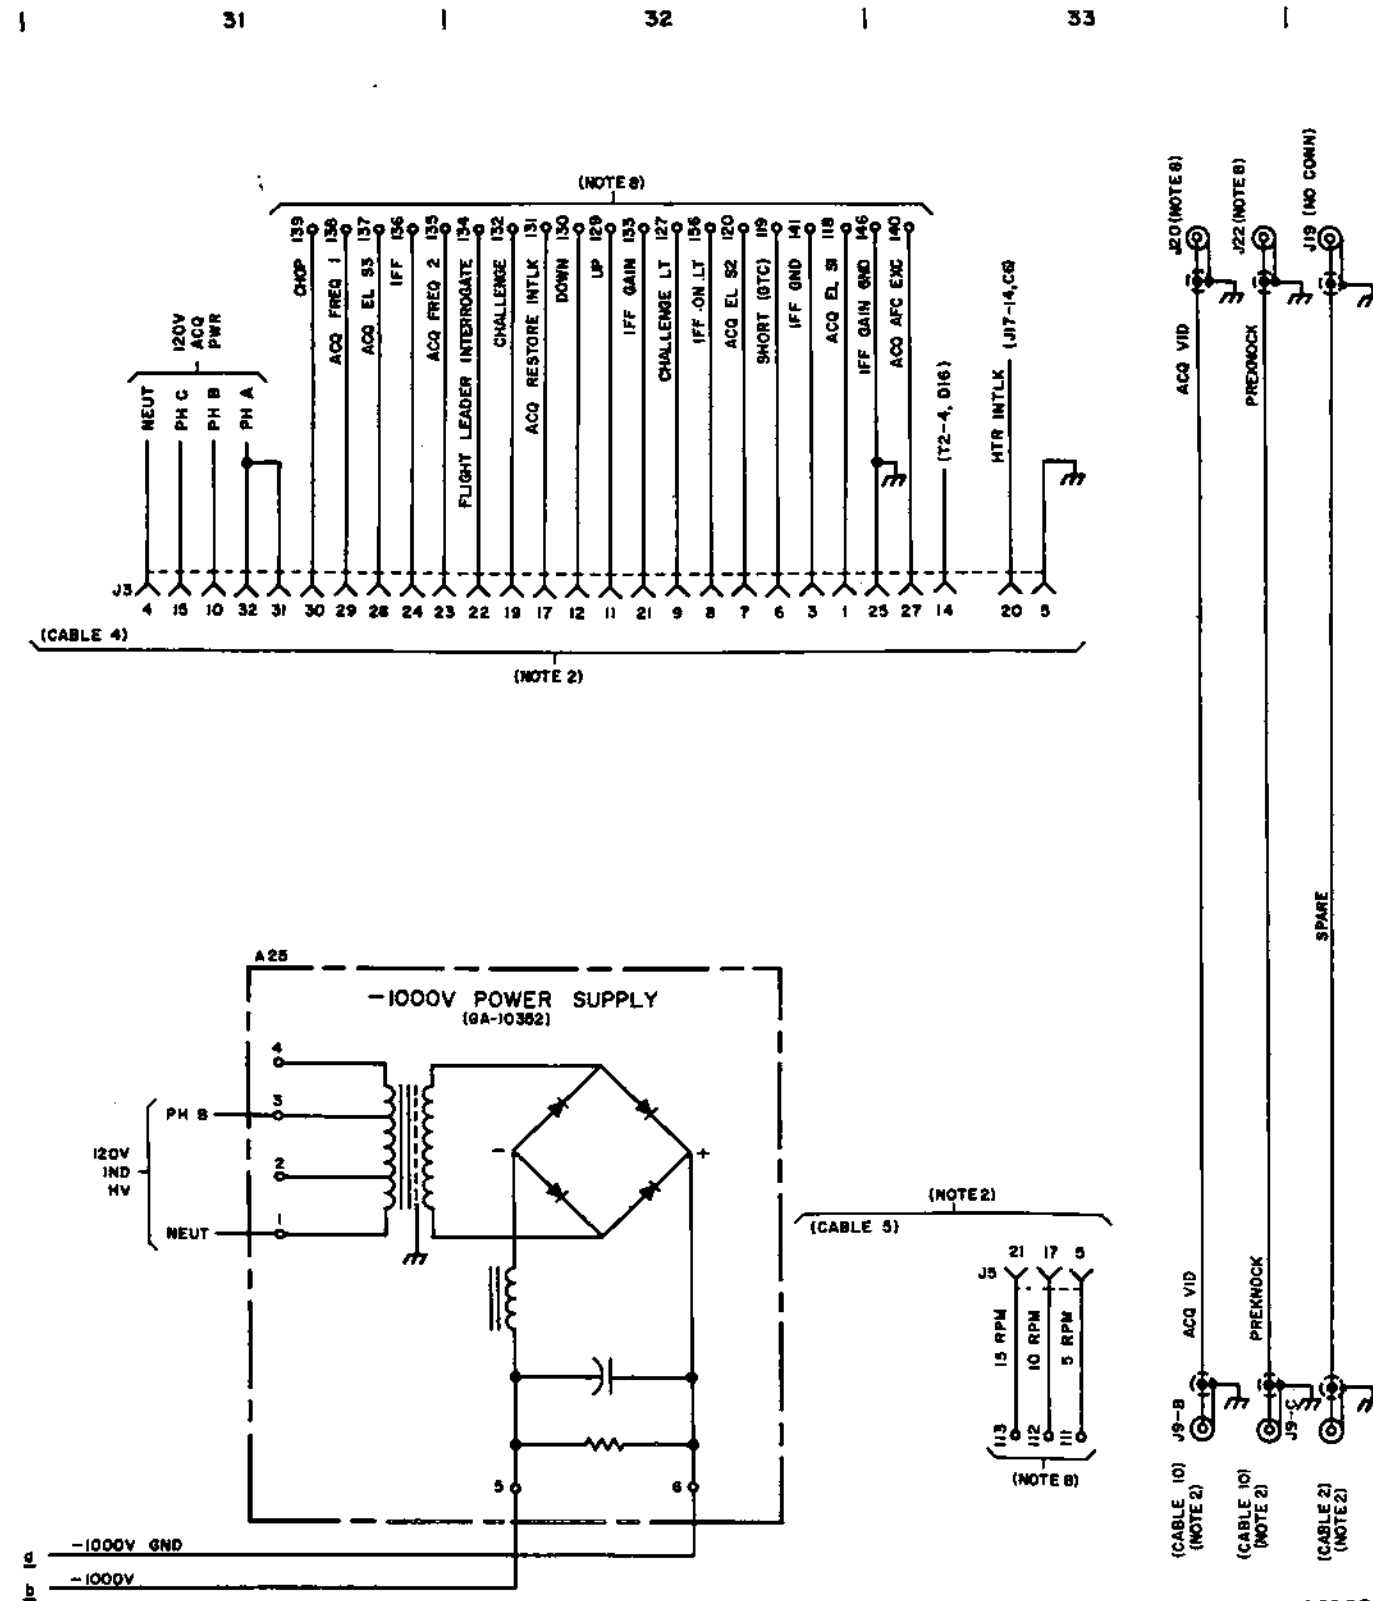 31 32 33
(NOTE 8)
139 138 137 136 135 134 132 131 130 129 133 127 156 120 119 141 118 146 140
CHOP
ACQ FREQ 1
ACQ EL S3
IFF
ACQ FREQ 2
FLIGHT LEADER INTERROGATE
CHALLENGE
ACQ RESTORE INTLK
DOWN
UP
IFF GAIN
CHALLENGE LT
IFF ON LT
ACQ EL S2
SHORT (GTC)
IFF GND
ACQ EL S1
IFF GAIN GND
ACQ AFC EXC
(T2-4, D16)
MTR INTLK (J17-14,C6)
120V
ACQ
PWR
NEUT
PH C
PH B
PH A
J3
4 15 10 32 31 30 29 28 24 23 22 19 17 12 11 21 9 8 7 6 3 1 25 27 14 20 5
(CABLE 4)
(NOTE 2)
J20 (NOTE 8)
J22 (NOTE 8)
J19 (NO CONN)
ACQ VID
PREKNOCK
SPARE
A25
-1000V POWER SUPPLY
(GA-10352)
4
3
2
1
PH B
120V
IND
HV
NEUT
- +
5 6
-1000V GND
a
-1000V
b
(NOTE 2)
(CABLE 5)
21 17 5
J5
15 RPM
10 RPM
5 RPM
113 112 111
(NOTE 8)
ACQ VID
PREKNOCK
J9-B
J9-C
(CABLE 10)
(NOTE 2)
(CABLE 10)
(NOTE 2)
(CABLE 2)
(NOTE 2)